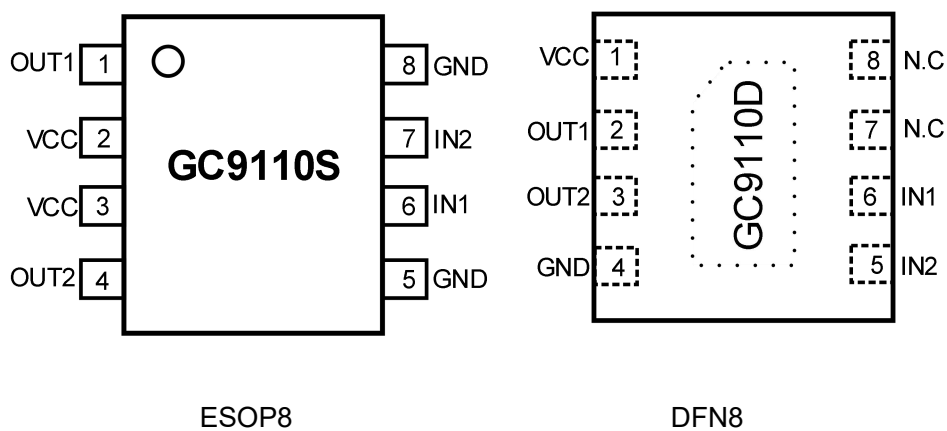 OUT1 1 8 GND
VCC 2 7 IN2
VCC 3 6 IN1
OUT2 4 5 GND
GC9110S
ESOP8
VCC 1 8 N.C
OUT1 2 7 N.C
OUT2 3 6 IN1
GND 4 5 IN2
GC9110D
DFN8